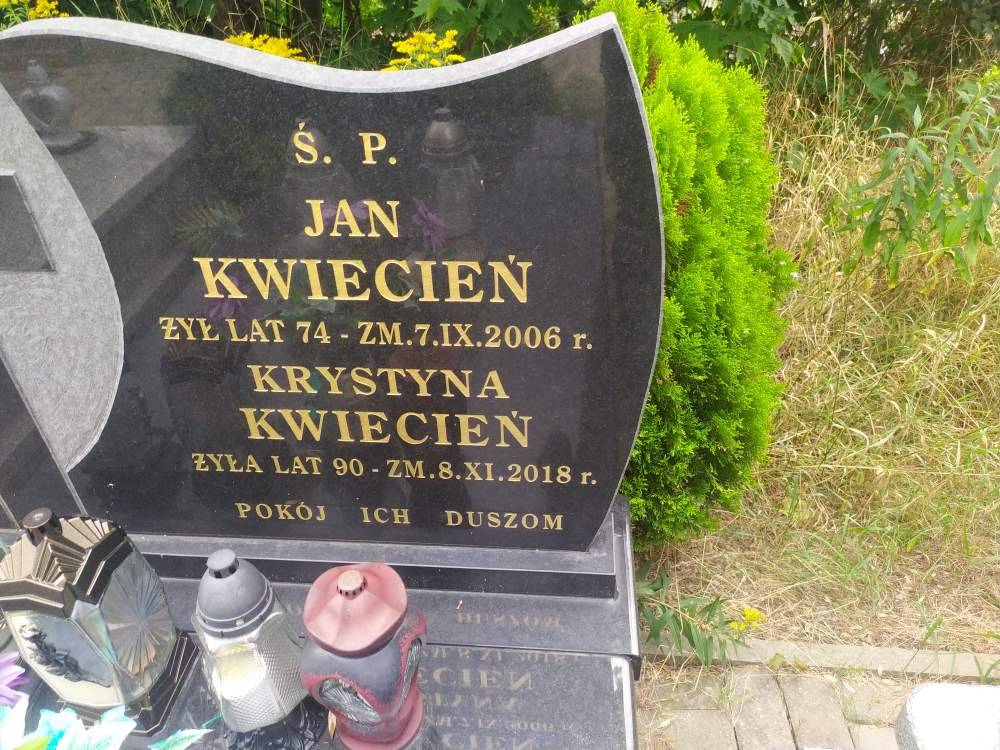 Ś. P.
JAN
KWIECIEŃ
ŻYŁ LAT 74 - ZM.7.IX.2006 r.
KRYSTYNA
KWIECIEŃ
ŻYŁA LAT 90 - ZM.8.XI.2018 r.
POKÓJ ICH DUSZOM